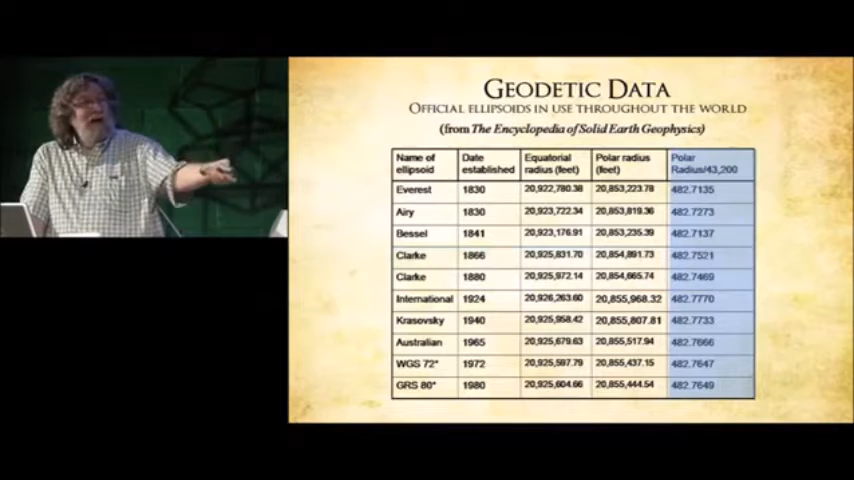 GEODETIC DATA
OFFICIAL ELLIPSOIDS IN USE THROUGHOUT THE WORLD
(from The Encyclopedia of Solid Earth Geophysics)
Name of ellipsoid Date established Equatorial radius (feet) Polar radius (feet) Polar Radius/43,200
Everest 1830 20,922,780.38 20,853,223.78 482.7135
Airy 1830 20,923,722.34 20,853,819.36 482.7273
Bessel 1841 20,923,176.91 20,853,235.39 482.7137
Clarke 1866 20,925,831.70 20,854,891.73 482.7521
Clarke 1880 20,925,972.14 20,854,665.74 482.7469
International 1924 20,926,263.60 20,855,968.32 482.7770
Krasovsky 1940 20,925,958.42 20,855,807.81 482.7733
Australian 1965 20,925,679.63 20,855,517.94 482.7666
WGS 72* 1972 20,925,597.79 20,855,437.15 482.7647
GRS 80* 1980 20,925,604.66 20,855,444.54 482.7649